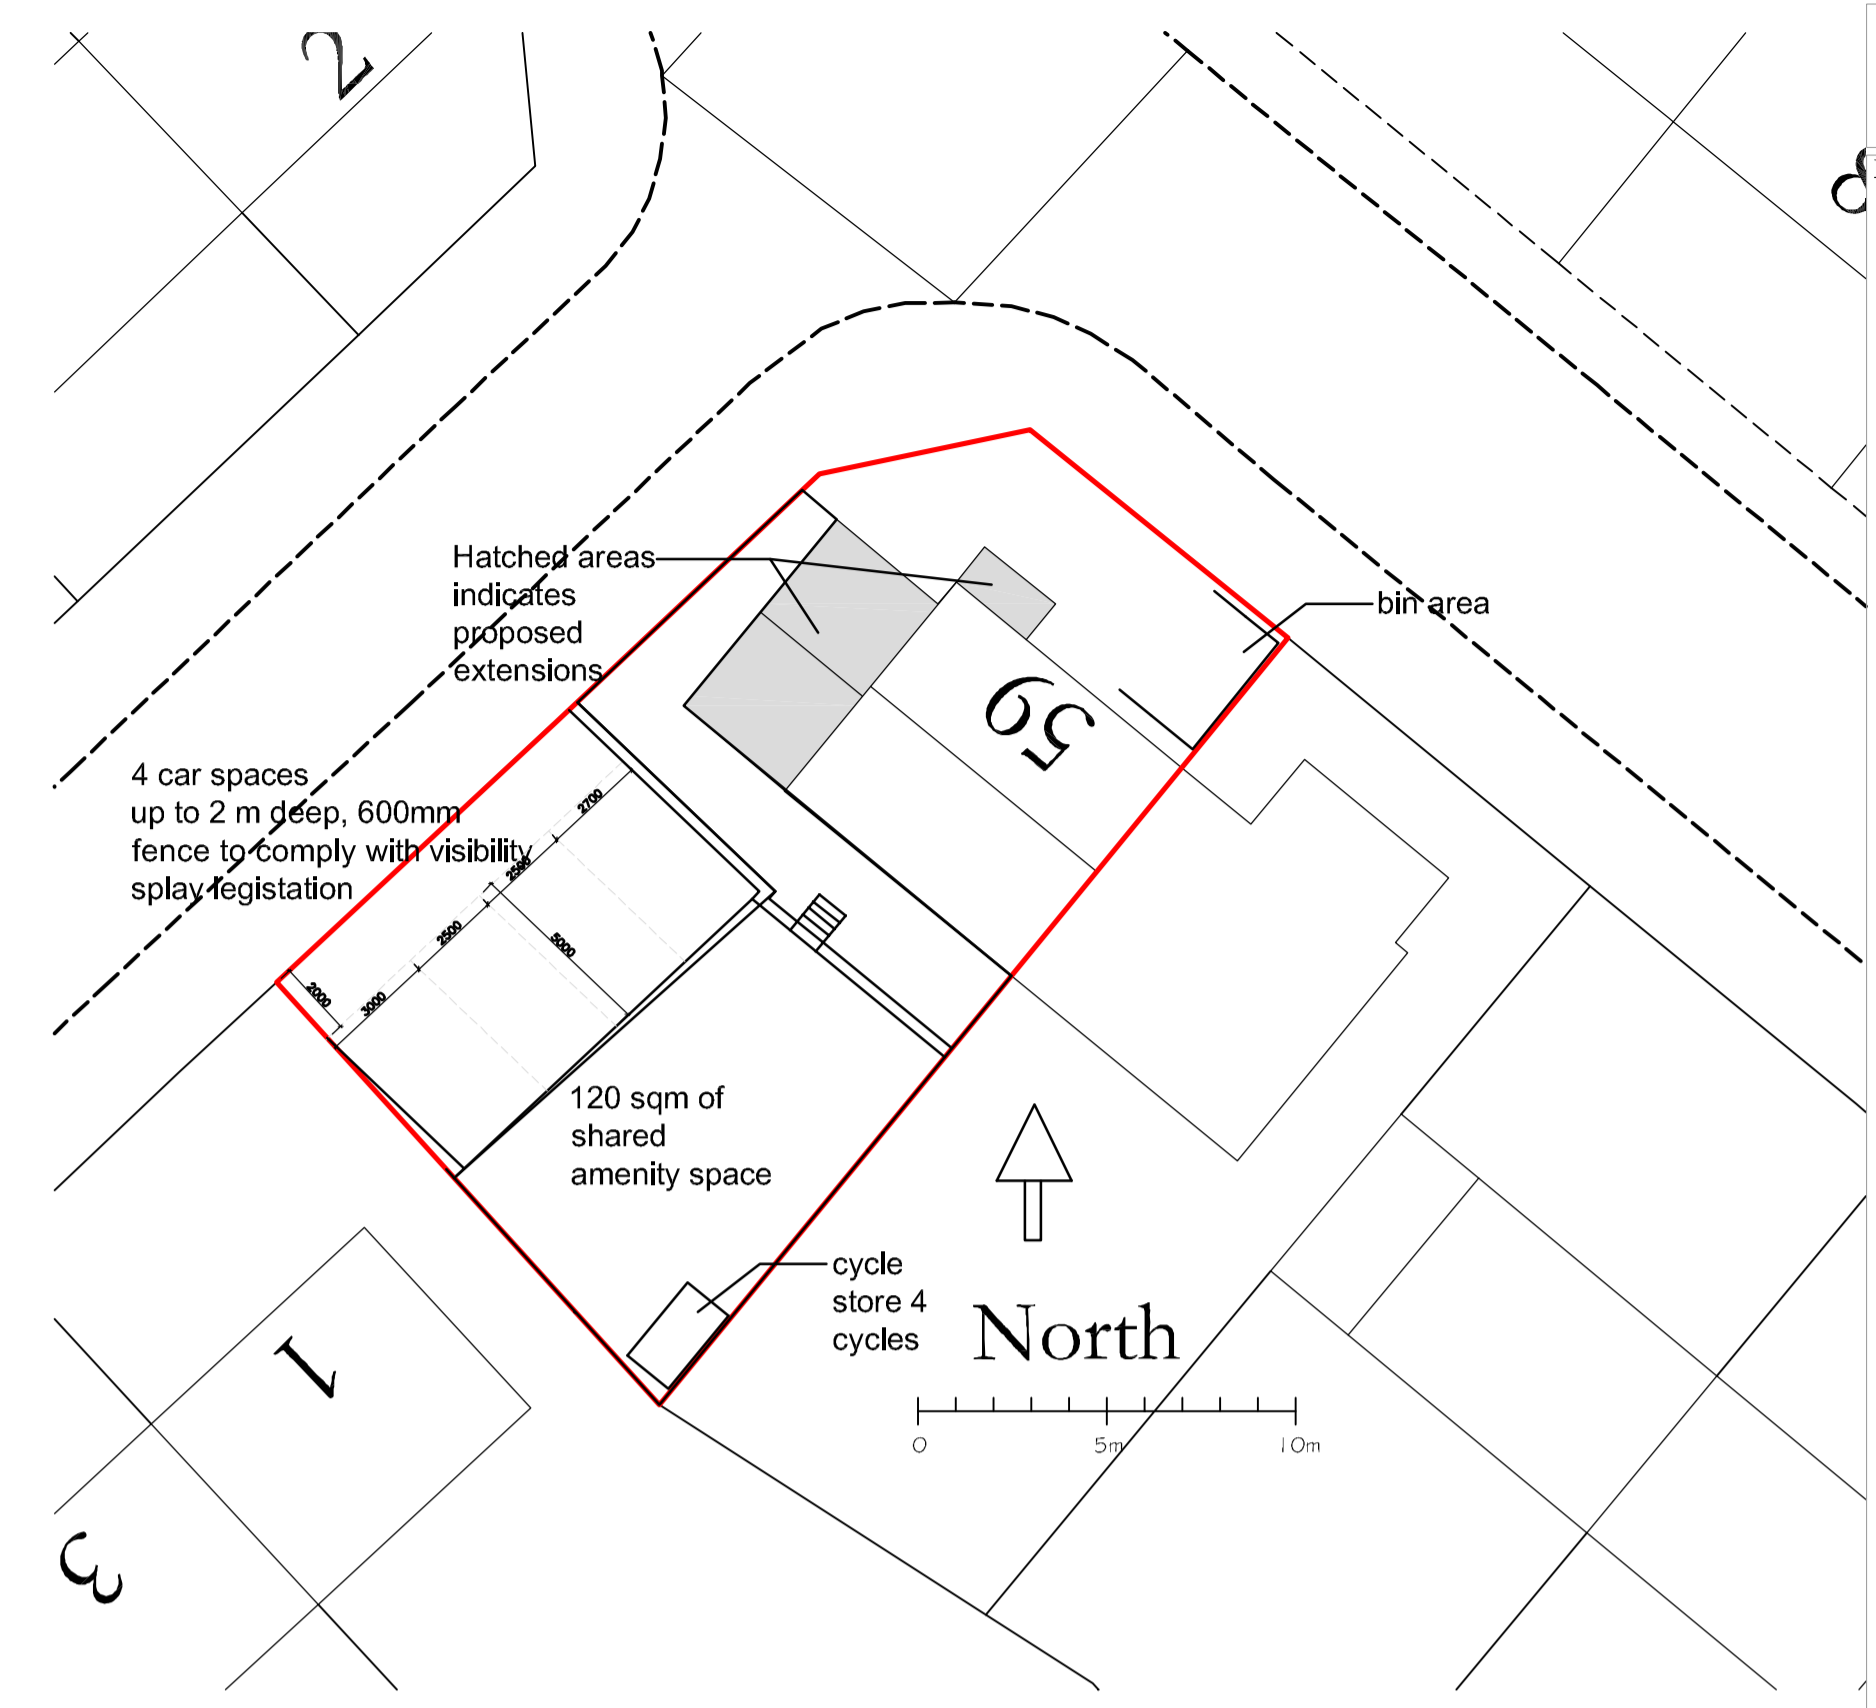 2
8
Hatched areas
indicates
proposed
extensions
bin area
59
4 car spaces
up to 2 m deep, 600mm
fence to comply with visibility
splay legistation
2700
2500
2500
5000
3000
2000
120 sqm of
shared
amenity space
cycle
store 4
cycles
North
0 5m 10m
1
3